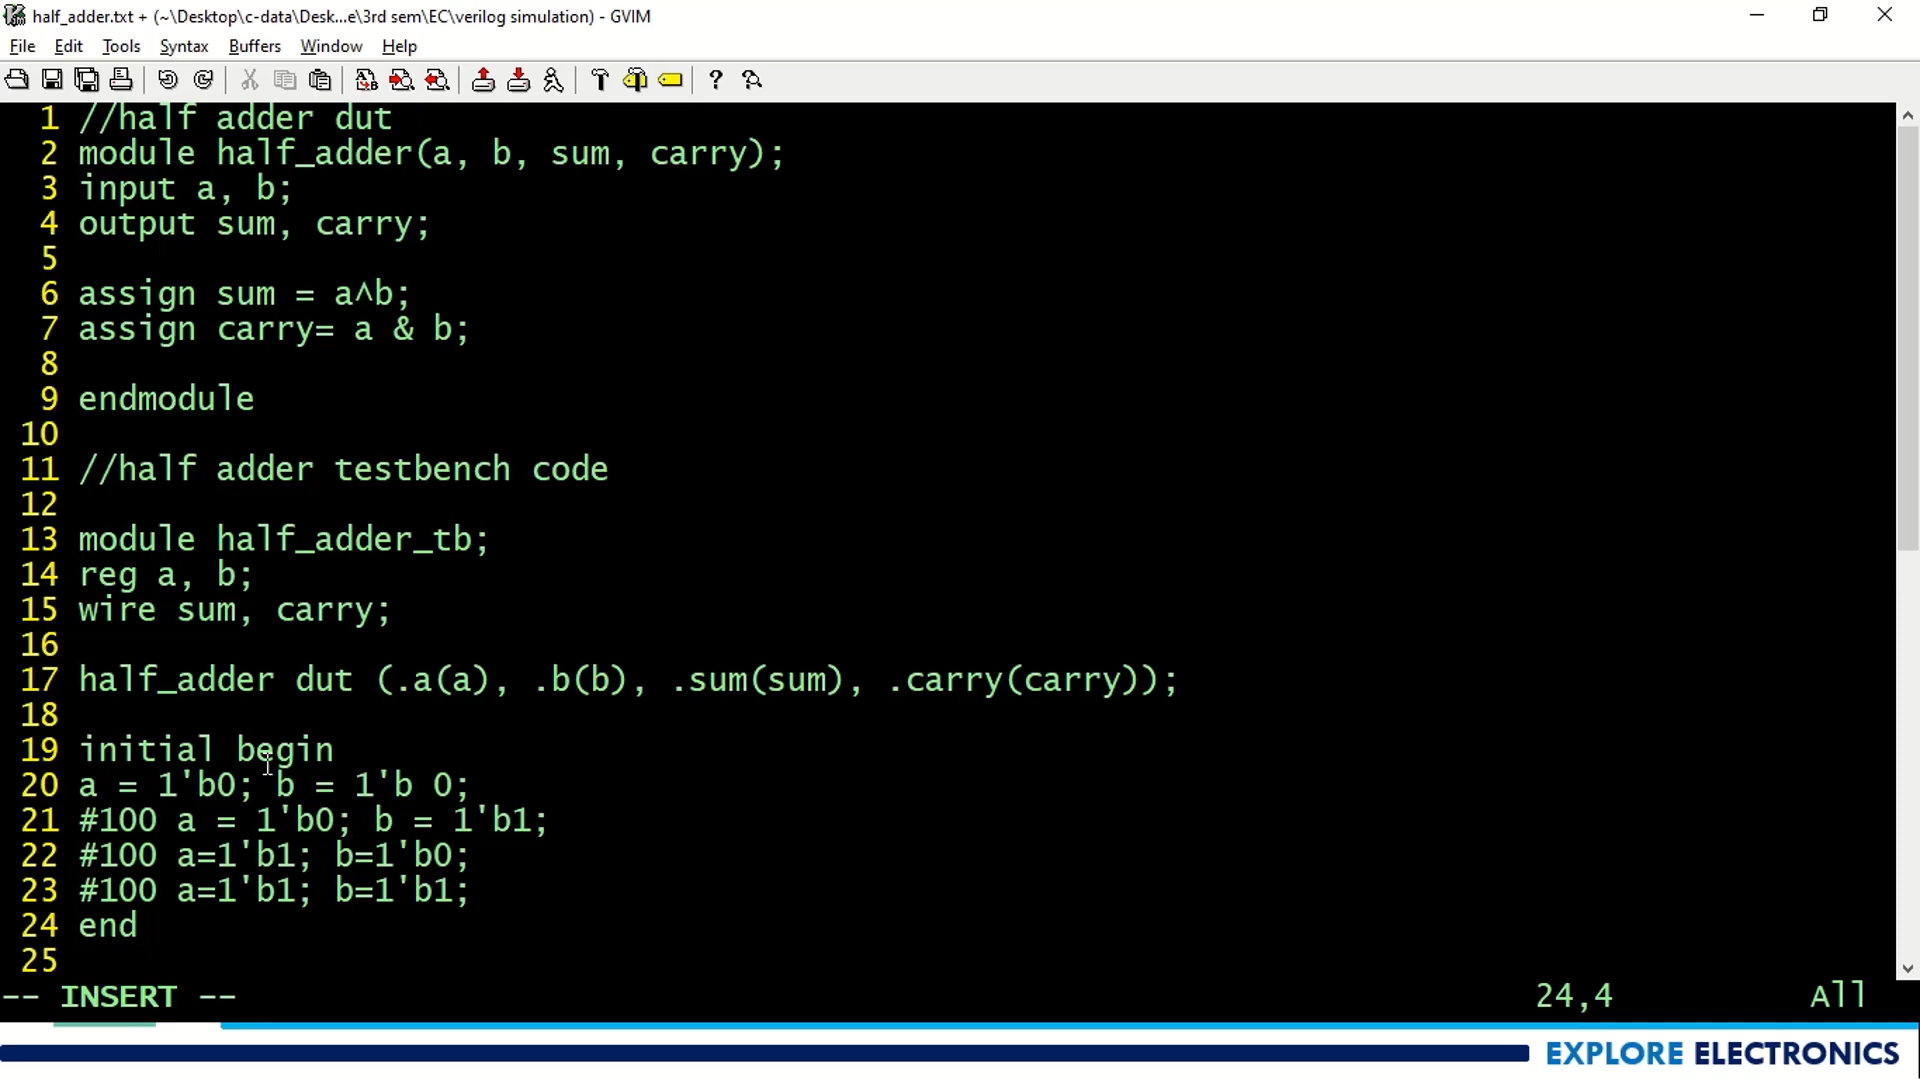 half_adder.txt + (~\Desktop\c-data\Desk...e\3rd sem\EC\verilog simulation) - GVIM
File Edit Tools Syntax Buffers Window Help
1 //half adder dut
2 module half_adder(a, b, sum, carry);
3 input a, b;
4 output sum, carry;
5
6 assign sum = a^b;
7 assign carry= a & b;
8
9 endmodule
10
11 //half adder testbench code
12
13 module half_adder_tb;
14 reg a, b;
15 wire sum, carry;
16
17 half_adder dut (.a(a), .b(b), .sum(sum), .carry(carry));
18
19 initial begin
20 a = 1'b0; b = 1'b 0;
21 #100 a = 1'b0; b = 1'b1;
22 #100 a=1'b1; b=1'b0;
23 #100 a=1'b1; b=1'b1;
24 end
25
-- INSERT -- 24,4 All
EXPLORE ELECTRONICS